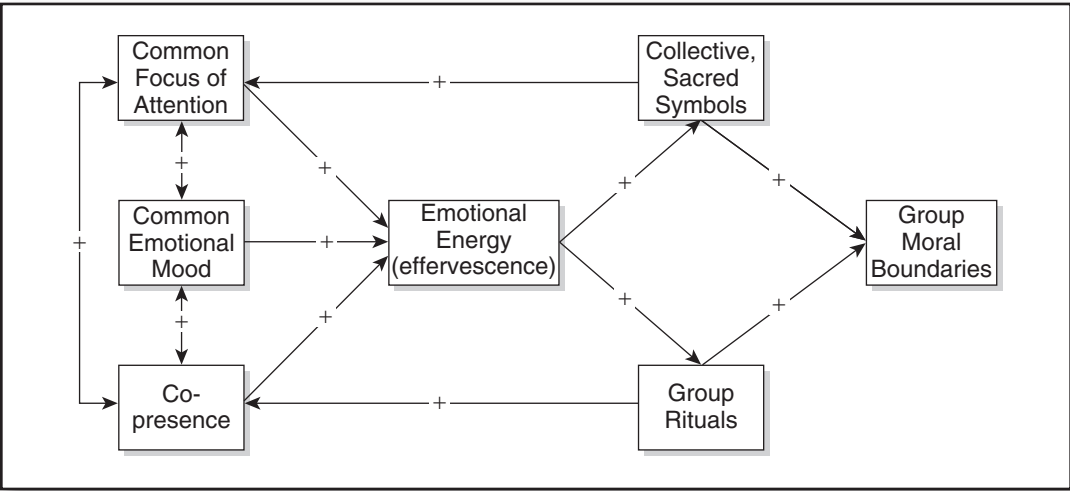 Common
Focus of
Attention
+
Collective,
Sacred
Symbols
+
+
+
+
+
Common
Emotional
Mood
+
Emotional
Energy
(effervescence)
Group
Moral
Boundaries
+
+
+
+
+
Co-
presence
+
Group
Rituals